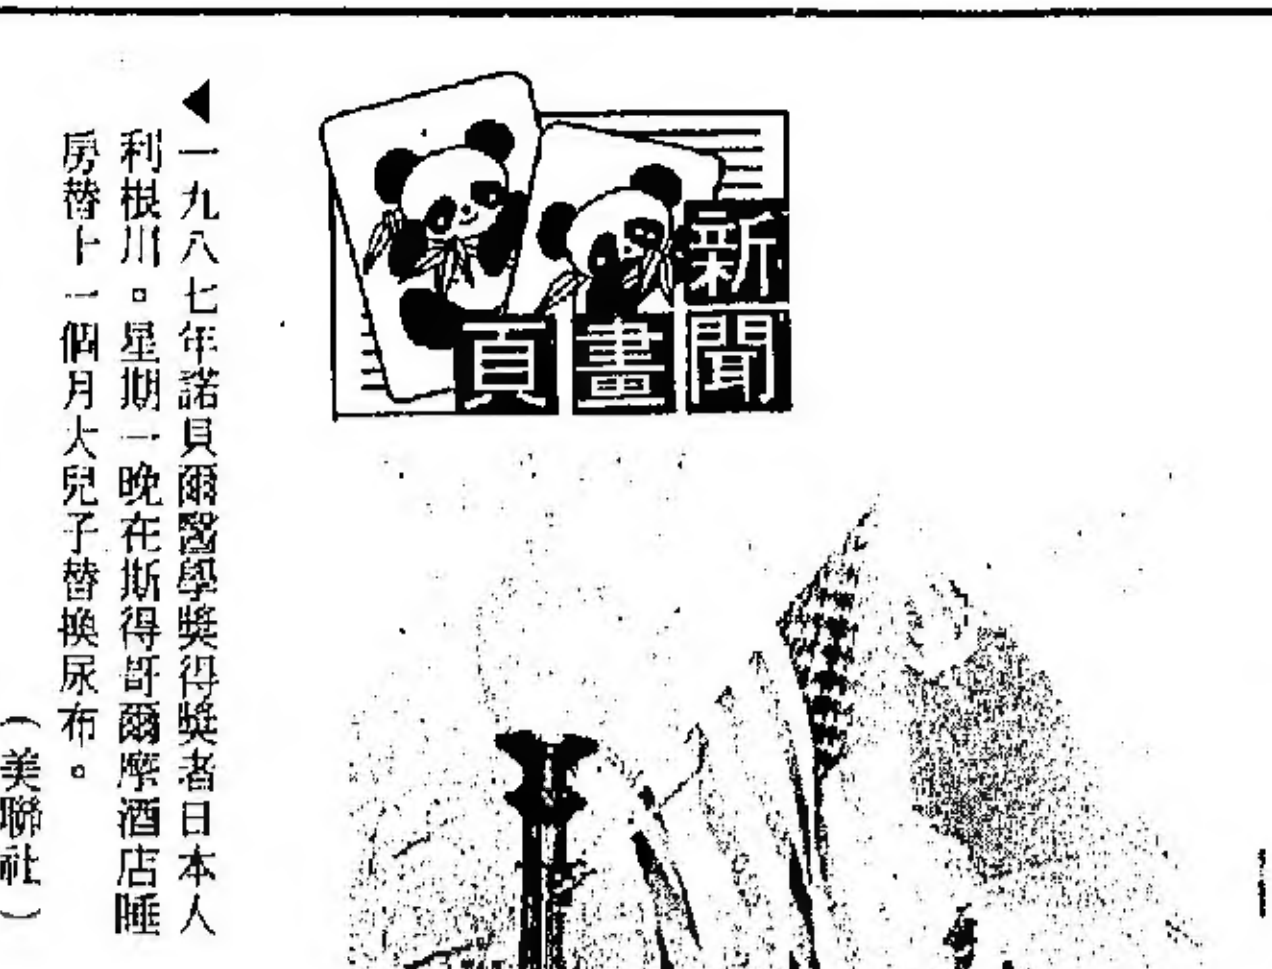 新聞畫頁
◀一九八七年諾貝爾醫學獎得獎者日本人
利根川。星期一晚在斯得哥爾摩酒店睡
房替十一個月大兒子替換尿布。
（美聯社）